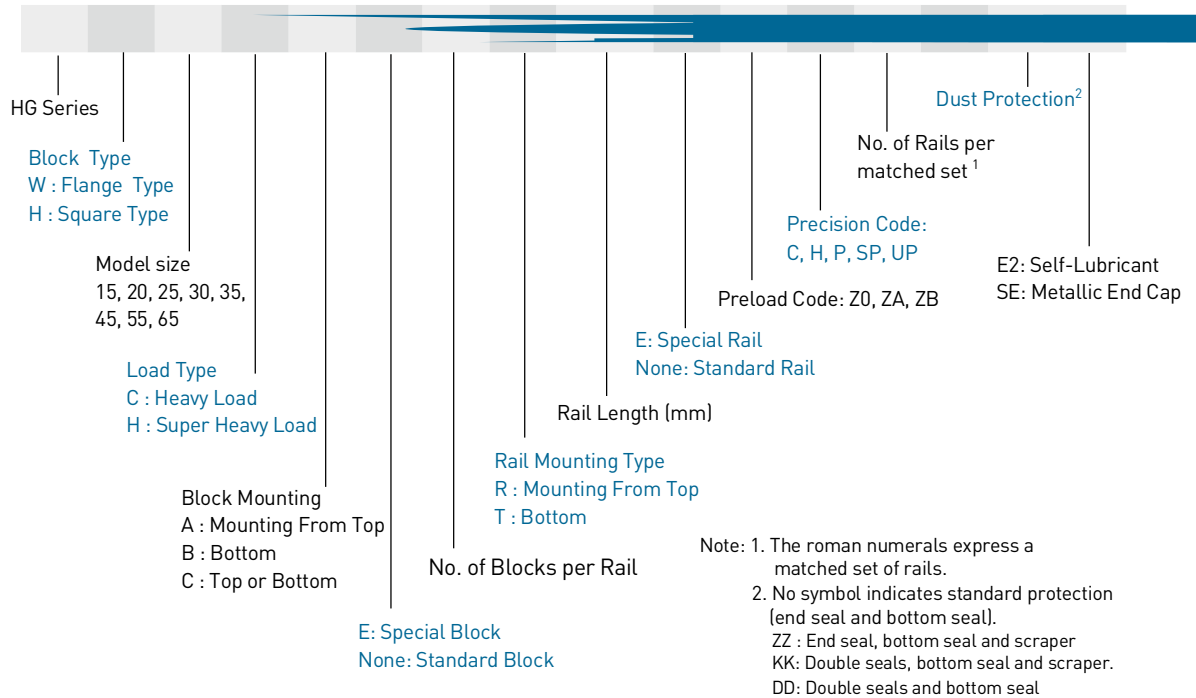 HG Series
Block Type
W : Flange Type
H : Square Type
Model size
15, 20, 25, 30, 35,
45, 55, 65
Load Type
C : Heavy Load
H : Super Heavy Load
Block Mounting
A : Mounting From Top
B : Bottom
C : Top or Bottom
E: Special Block
None: Standard Block
No. of Blocks per Rail
Rail Mounting Type
R : Mounting From Top
T : Bottom
Rail Length (mm)
E: Special Rail
None: Standard Rail
Preload Code: Z0, ZA, ZB
Precision Code:
C, H, P, SP, UP
No. of Rails per
matched set 1
Dust Protection2
E2: Self-Lubricant
SE: Metallic End Cap
Note: 1. The roman numerals express a
matched set of rails.
2. No symbol indicates standard protection
(end seal and bottom seal).
ZZ : End seal, bottom seal and scraper
KK: Double seals, bottom seal and scraper.
DD: Double seals and bottom seal